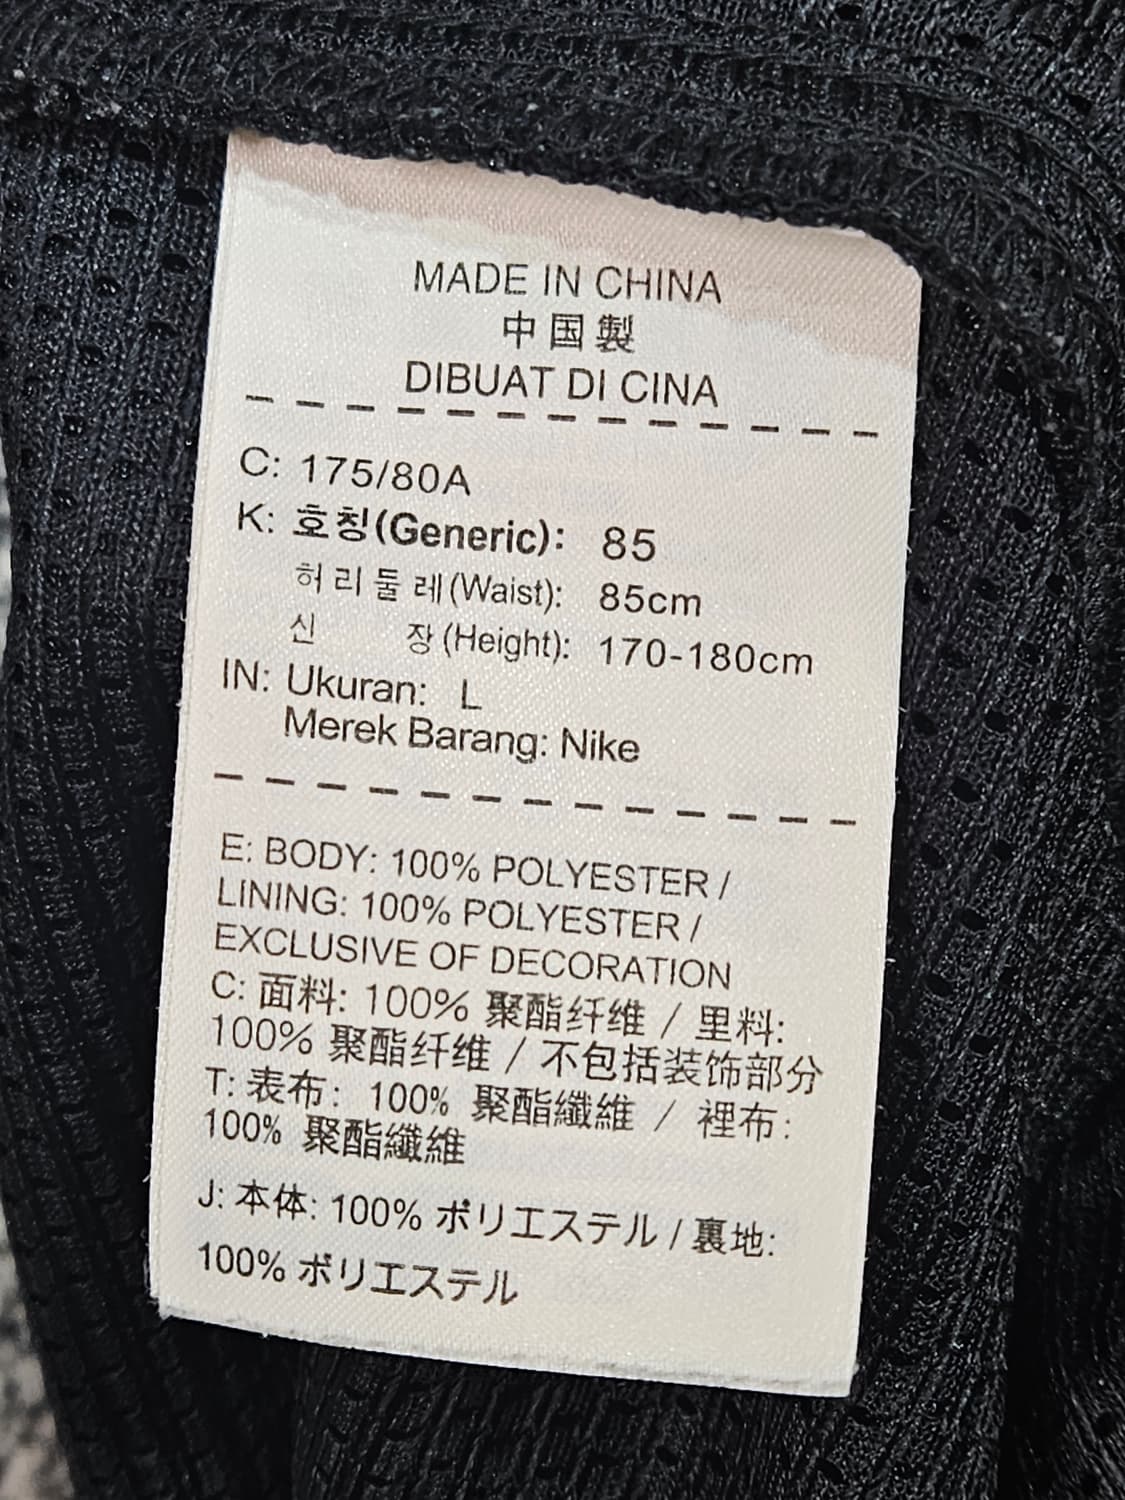 MADE IN CHINA
中国製
DIBUAT DI CINA
C: 175/80A
K: 호칭(Generic): 85
허리둘레(Waist): 85cm
신 장(Height): 170-180cm
IN: Ukuran: L
Merek Barang: Nike
E: BODY: 100% POLYESTER /
LINING: 100% POLYESTER /
EXCLUSIVE OF DECORATION
C: 面料: 100% 聚酯纤维 / 里料:
100% 聚酯纤维 / 不包括装饰部分
T: 表布: 100% 聚酯纖維 / 裡布:
100% 聚酯纖維
J: 本体: 100% ポリエステル / 裏地:
100% ポリエステル